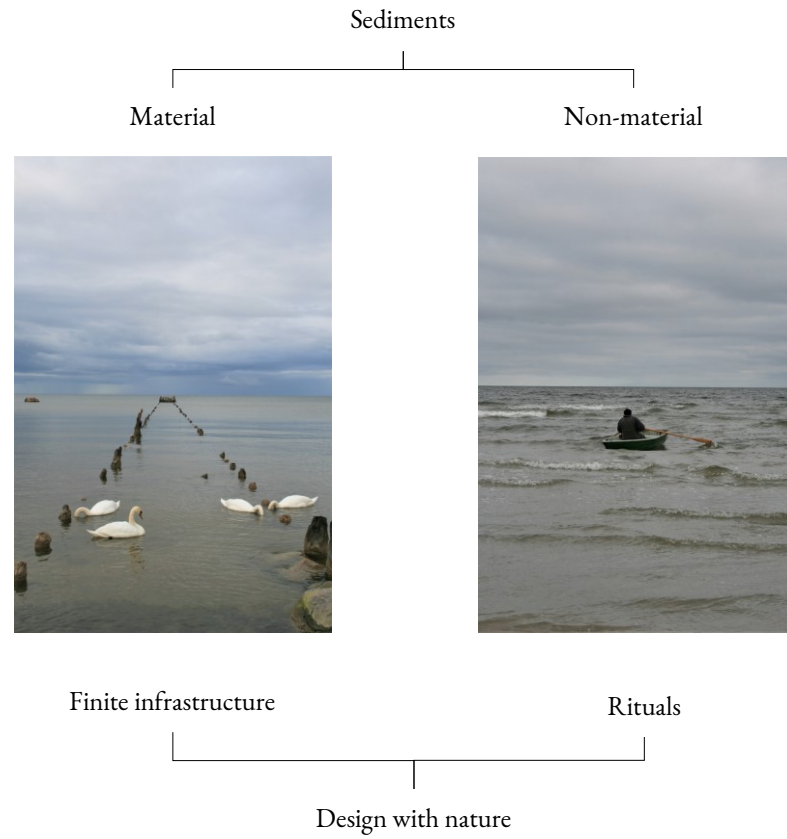 Sediments
Material
Non-material
Finite infrastructure
Rituals
Design with nature